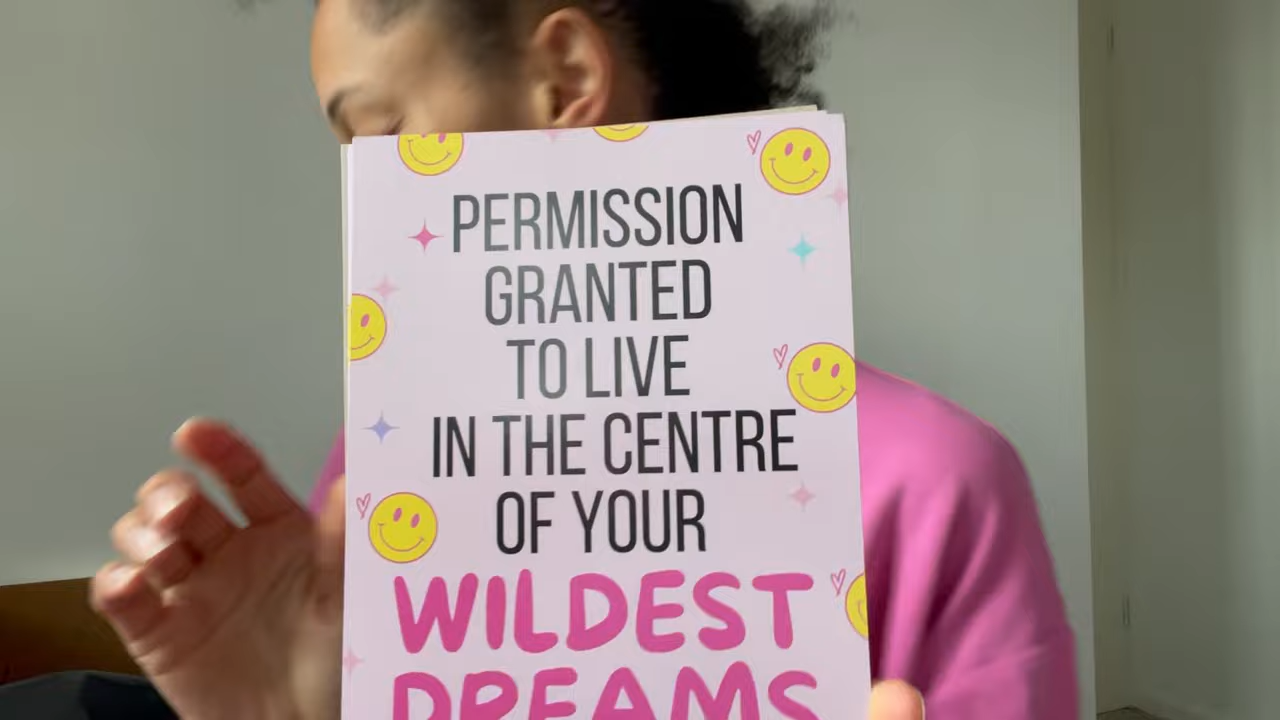 PERMISSION
GRANTED
TO LIVE
IN THE CENTRE
OF YOUR
WILDEST
DREAMS